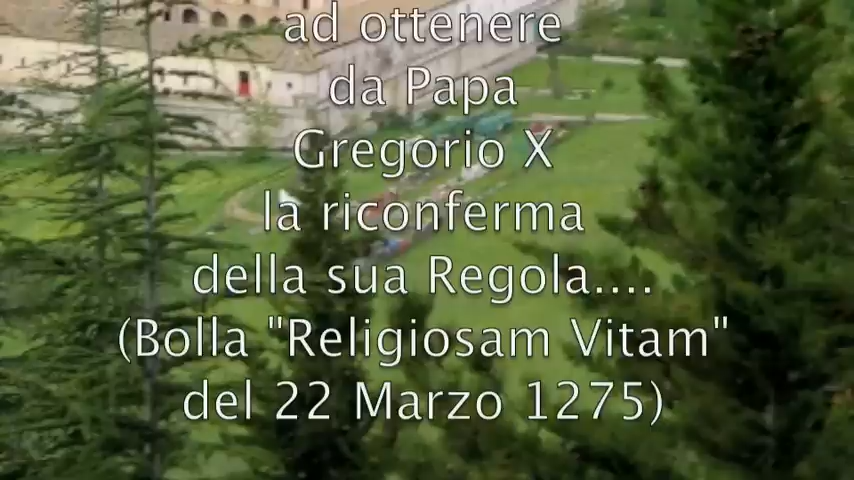 ad ottenere
da Papa
Gregorio X
la riconferma
della sua Regola....
(Bolla "Religiosam Vitam"
del 22 Marzo 1275)